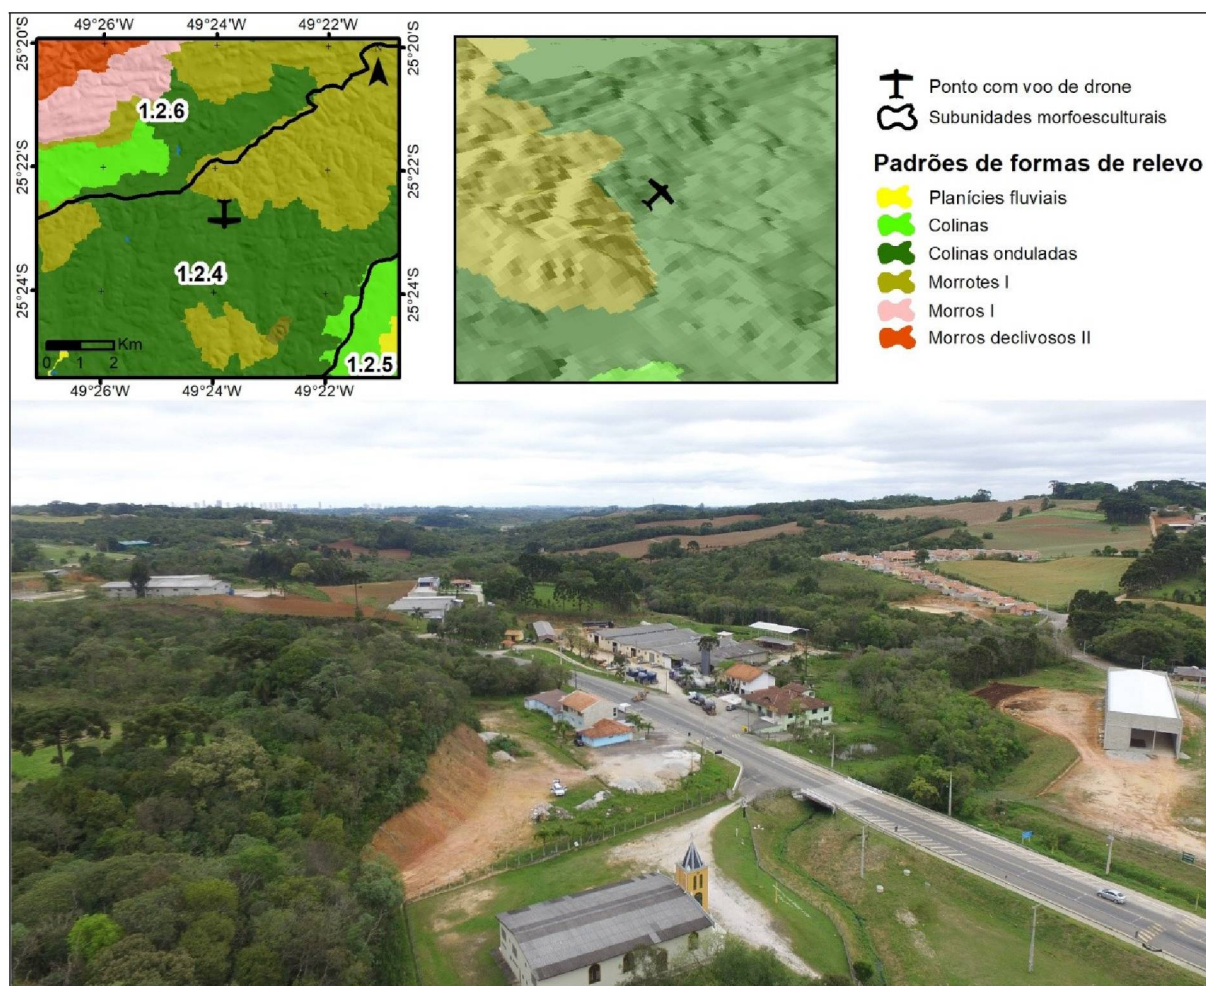 49°26'W 49°24'W 49°22'W
25°20'S 25°20'S
1.2.6
25°22'S 25°22'S
1.2.4
25°24'S 25°24'S
Km
0 1 2
1.2.5
49°26'W 49°24'W 49°22'W
Ponto com voo de drone
Subunidades morfoesculturais
Padrões de formas de relevo
Planícies fluviais
Colinas
Colinas onduladas
Morrotes I
Morros I
Morros declivosos II